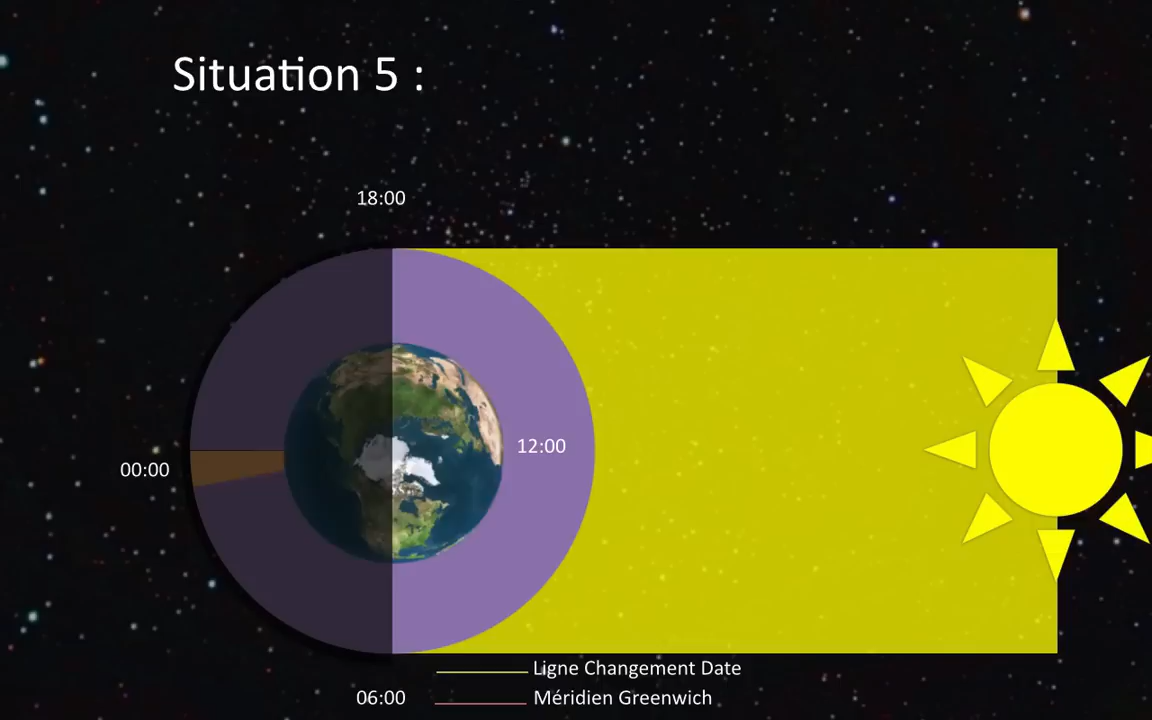 Situation 5 :
18:00
12:00
00:00
Ligne Changement Date
06:00
Méridien Greenwich